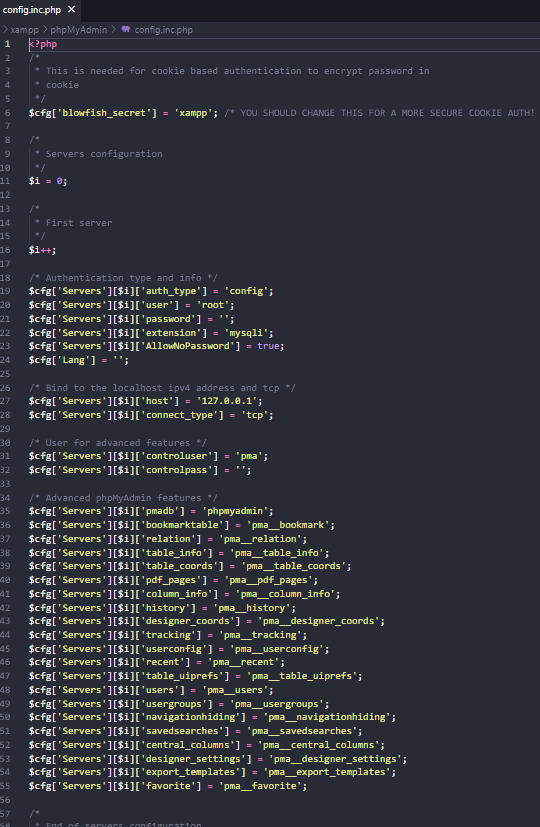 config.inc.php ×
> xampp > phpMyAdmin > config.inc.php
1 <?php
2 /*
3 * This is needed for cookie based authentication to encrypt password in
4 * cookie
5 */
6 $cfg['blowfish_secret'] = 'xampp'; /* YOU SHOULD CHANGE THIS FOR A MORE SECURE COOKIE AUTH!
7
8 /*
9 * Servers configuration
10 */
11 $i = 0;
12
13 /*
14 * First server
15 */
16 $i++;
17
18 /* Authentication type and info */
19 $cfg['Servers'][$i]['auth_type'] = 'config';
20 $cfg['Servers'][$i]['user'] = 'root';
21 $cfg['Servers'][$i]['password'] = '';
22 $cfg['Servers'][$i]['extension'] = 'mysqli';
23 $cfg['Servers'][$i]['AllowNoPassword'] = true;
24 $cfg['Lang'] = '';
25
26 /* Bind to the localhost ipv4 address and tcp */
27 $cfg['Servers'][$i]['host'] = '127.0.0.1';
28 $cfg['Servers'][$i]['connect_type'] = 'tcp';
29
30 /* User for advanced features */
31 $cfg['Servers'][$i]['controluser'] = 'pma';
32 $cfg['Servers'][$i]['controlpass'] = '';
33
34 /* Advanced phpMyAdmin features */
35 $cfg['Servers'][$i]['pmadb'] = 'phpmyadmin';
36 $cfg['Servers'][$i]['bookmarktable'] = 'pma__bookmark';
37 $cfg['Servers'][$i]['relation'] = 'pma__relation';
38 $cfg['Servers'][$i]['table_info'] = 'pma__table_info';
39 $cfg['Servers'][$i]['table_coords'] = 'pma__table_coords';
40 $cfg['Servers'][$i]['pdf_pages'] = 'pma__pdf_pages';
41 $cfg['Servers'][$i]['column_info'] = 'pma__column_info';
42 $cfg['Servers'][$i]['history'] = 'pma__history';
43 $cfg['Servers'][$i]['designer_coords'] = 'pma__designer_coords';
44 $cfg['Servers'][$i]['tracking'] = 'pma__tracking';
45 $cfg['Servers'][$i]['userconfig'] = 'pma__userconfig';
46 $cfg['Servers'][$i]['recent'] = 'pma__recent';
47 $cfg['Servers'][$i]['table_uiprefs'] = 'pma__table_uiprefs';
48 $cfg['Servers'][$i]['users'] = 'pma__users';
49 $cfg['Servers'][$i]['usergroups'] = 'pma__usergroups';
50 $cfg['Servers'][$i]['navigationhiding'] = 'pma__navigationhiding';
51 $cfg['Servers'][$i]['savedsearches'] = 'pma__savedsearches';
52 $cfg['Servers'][$i]['central_columns'] = 'pma__central_columns';
53 $cfg['Servers'][$i]['designer_settings'] = 'pma__designer_settings';
54 $cfg['Servers'][$i]['export_templates'] = 'pma__export_templates';
55 $cfg['Servers'][$i]['favorite'] = 'pma__favorite';
56
57 /*
58 * End of servers configuration